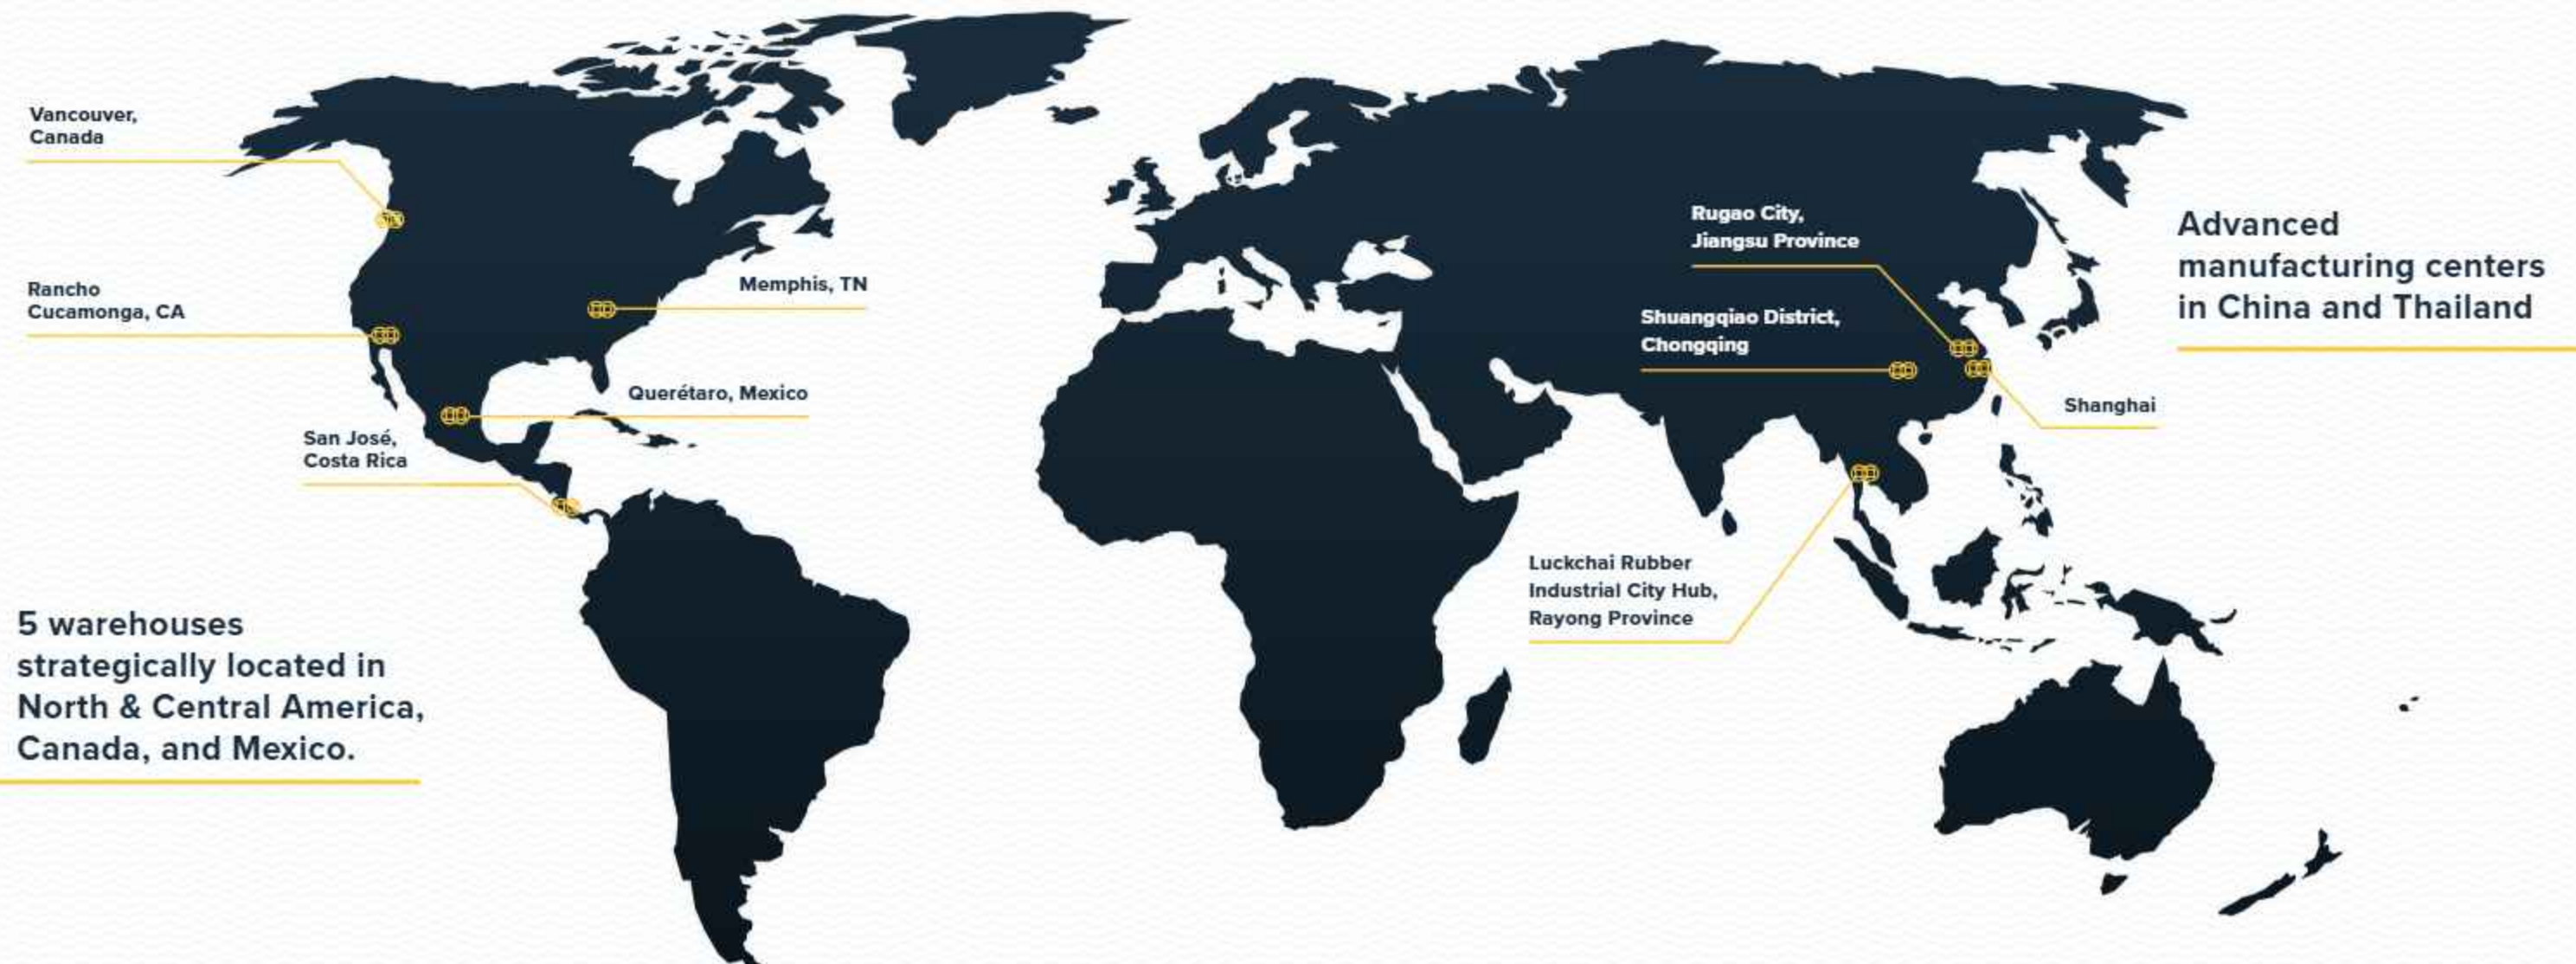 Vancouver,
Canada
Rancho
Cucamonga, CA
Memphis, TN
Querétaro, Mexico
San José,
Costa Rica
5 warehouses
strategically located in
North & Central America,
Canada, and Mexico.
Rugao City,
Jiangsu Province
Shuangqiao District,
Chongqing
Shanghai
Luckchai Rubber
Industrial City Hub,
Rayong Province
Advanced
manufacturing centers
in China and Thailand